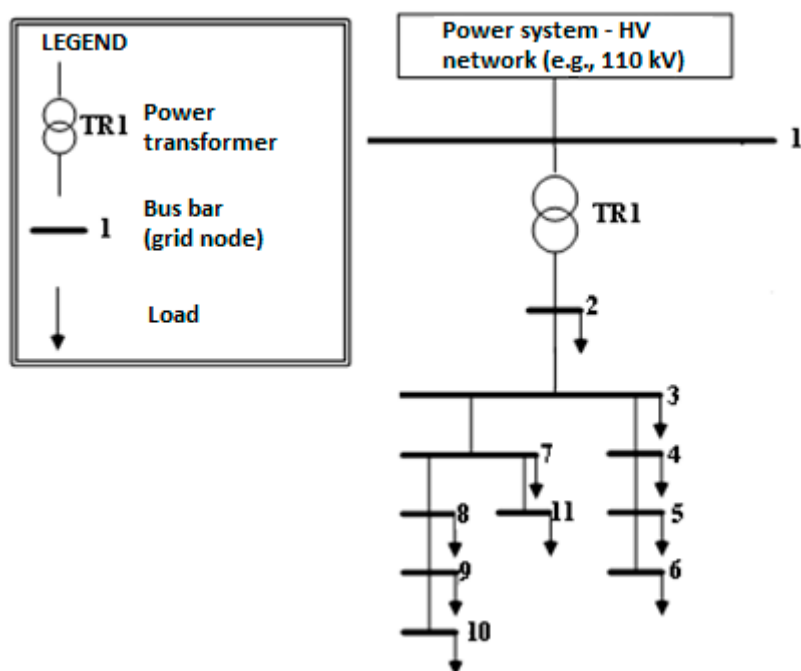 LEGEND
TR1
Power
transformer
1
Bus bar
(grid node)
Load
Power system - HV
network (e.g., 110 kV)
1
TR1
2
3
7
4
8
11
5
9
6
10